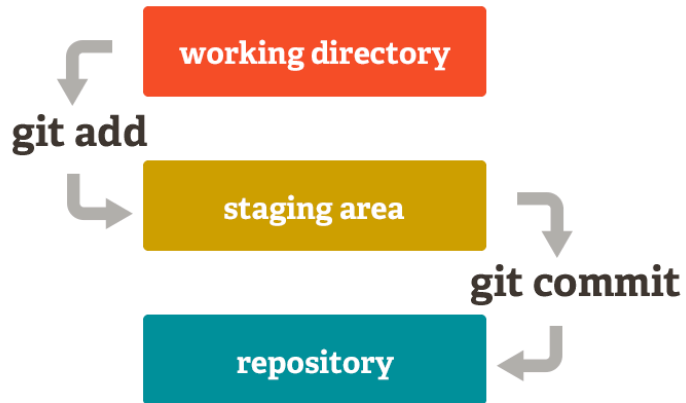 working directory
git add
staging area
git commit
repository